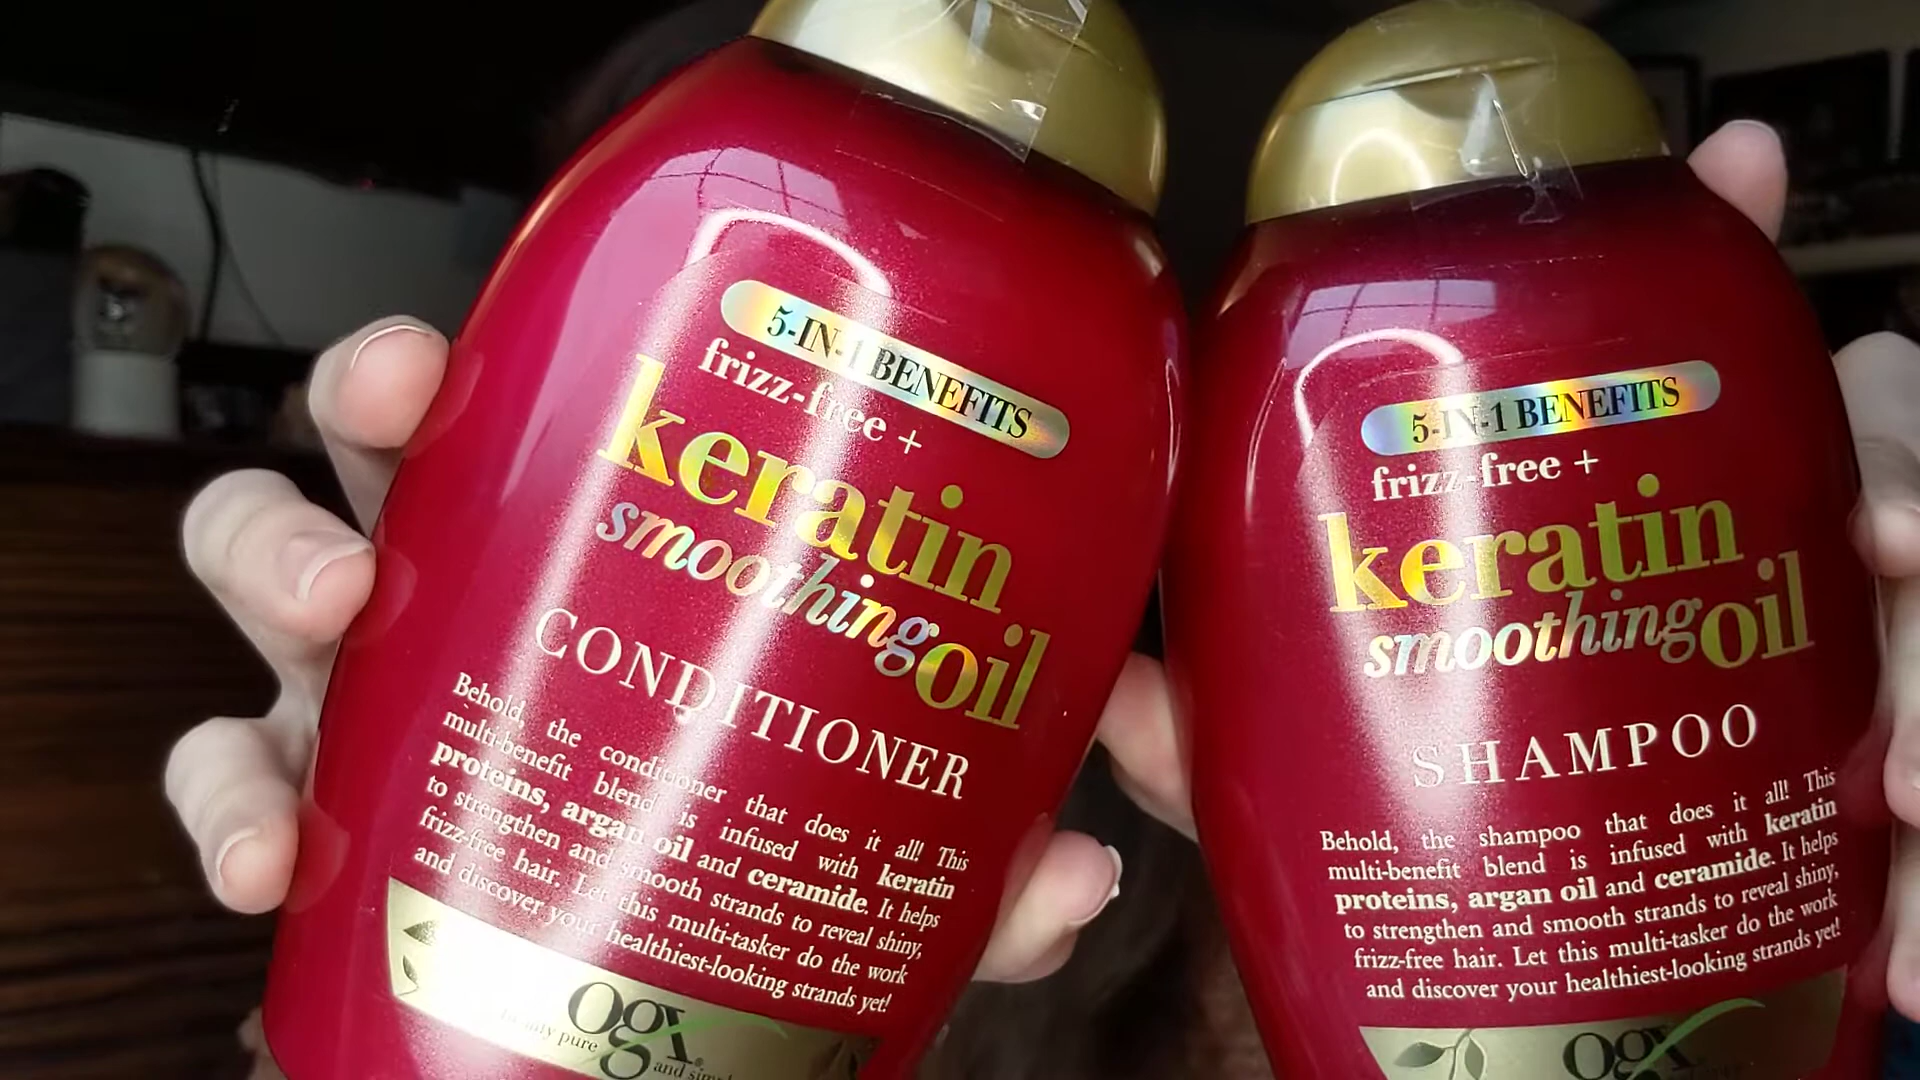 5-IN-1 BENEFITS
frizz-free +
keratin
smoothing oil
CONDITIONER
Behold, the conditioner that does it all! This
multi-benefit blend is infused with keratin
proteins, argan oil and ceramide. It helps
to strengthen and smooth strands to reveal shiny,
frizz-free hair. Let this multi-tasker do the work
and discover your healthiest-looking strands yet!
ogx®
beauty pure
and
5-IN-1 BENEFITS
frizz-free +
keratin
smoothing oil
SHAMPOO
Behold, the shampoo that does it all! This
multi-benefit blend is infused with keratin
proteins, argan oil and ceramide. It helps
to strengthen and smooth strands to reveal shiny,
frizz-free hair. Let this multi-tasker do the work
and discover your healthiest-looking strands yet!
ogx®